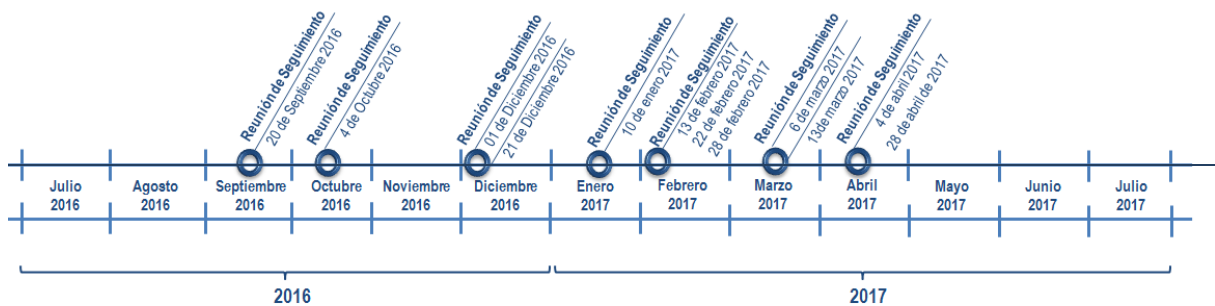 Reunión de Seguimiento
20 de Septiembre 2016
Reunión de Seguimiento
4 de Octubre 2016
Reunión de Seguimiento
01 de Diciembre 2016
21 de Diciembre 2016
Reunión de Seguimiento
10 de enero 2017
Reunión de Seguimiento
13 de febrero 2017
22 de febrero 2017
28 de febrero 2017
Reunión de Seguimiento
6 de marzo 2017
13de marzo 2017
Reunión de Seguimiento
4 de abril 2017
28 de abril de 2017
Julio
2016
Agosto
2016
Septiembre
2016
Octubre
2016
Noviembre
2016
Diciembre
2016
Enero
2017
Febrero
2017
Marzo
2017
Abril
2017
Mayo
2017
Junio
2017
Julio
2017
2016
2017